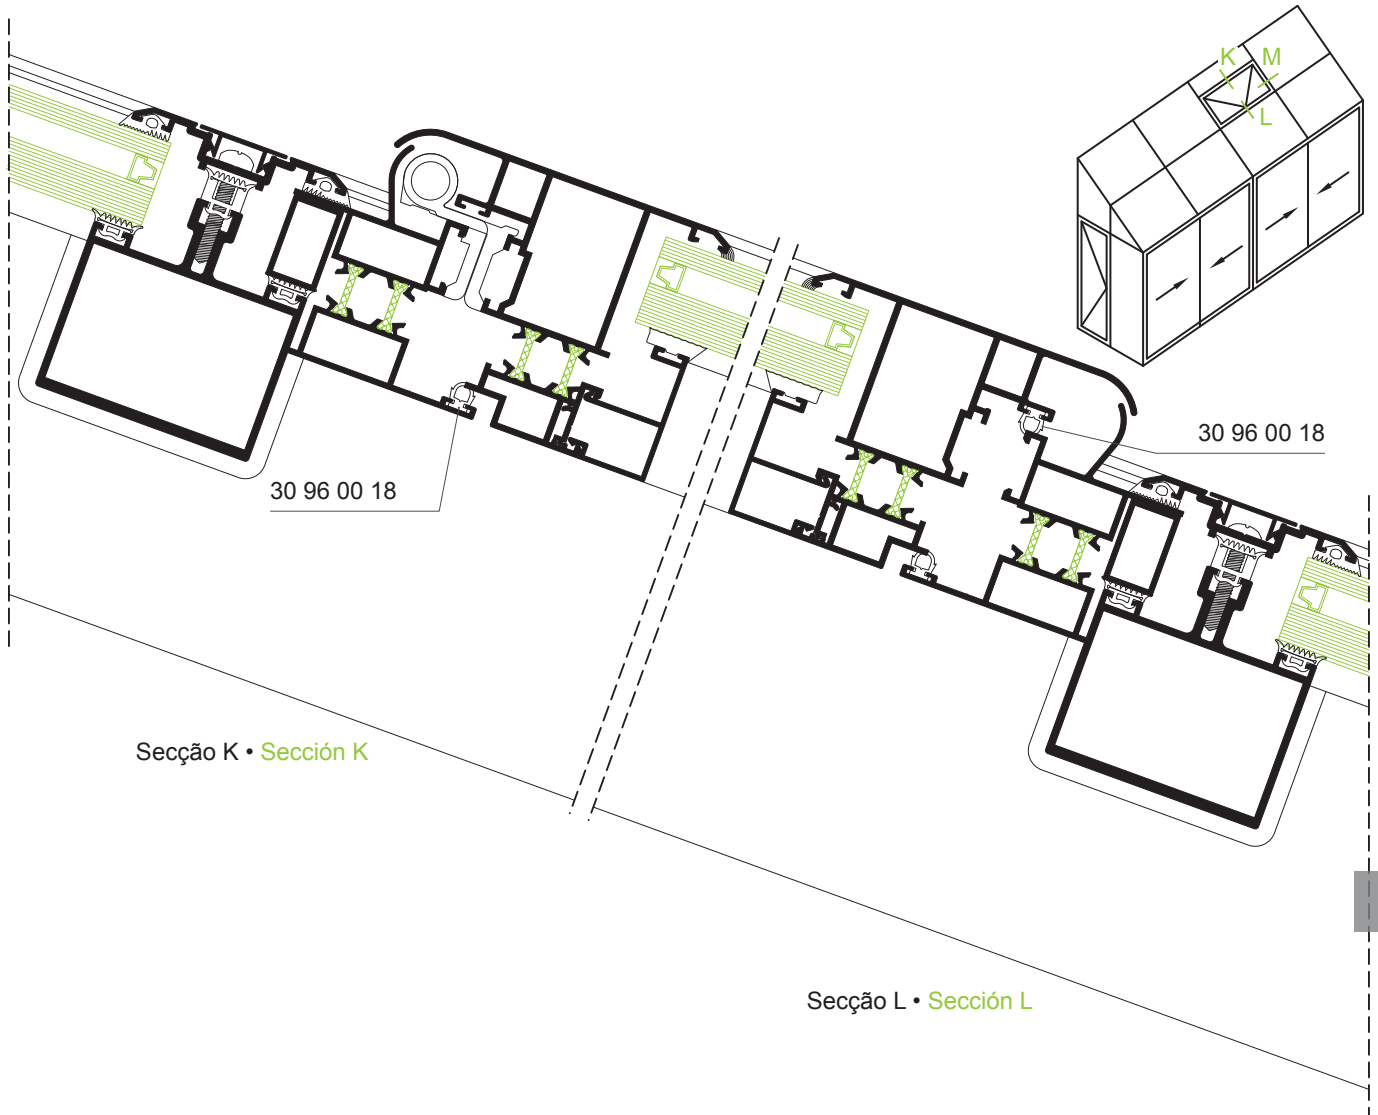 K M
L
30 96 00 18
30 96 00 18
Secção K • Sección K
Secção L • Sección L